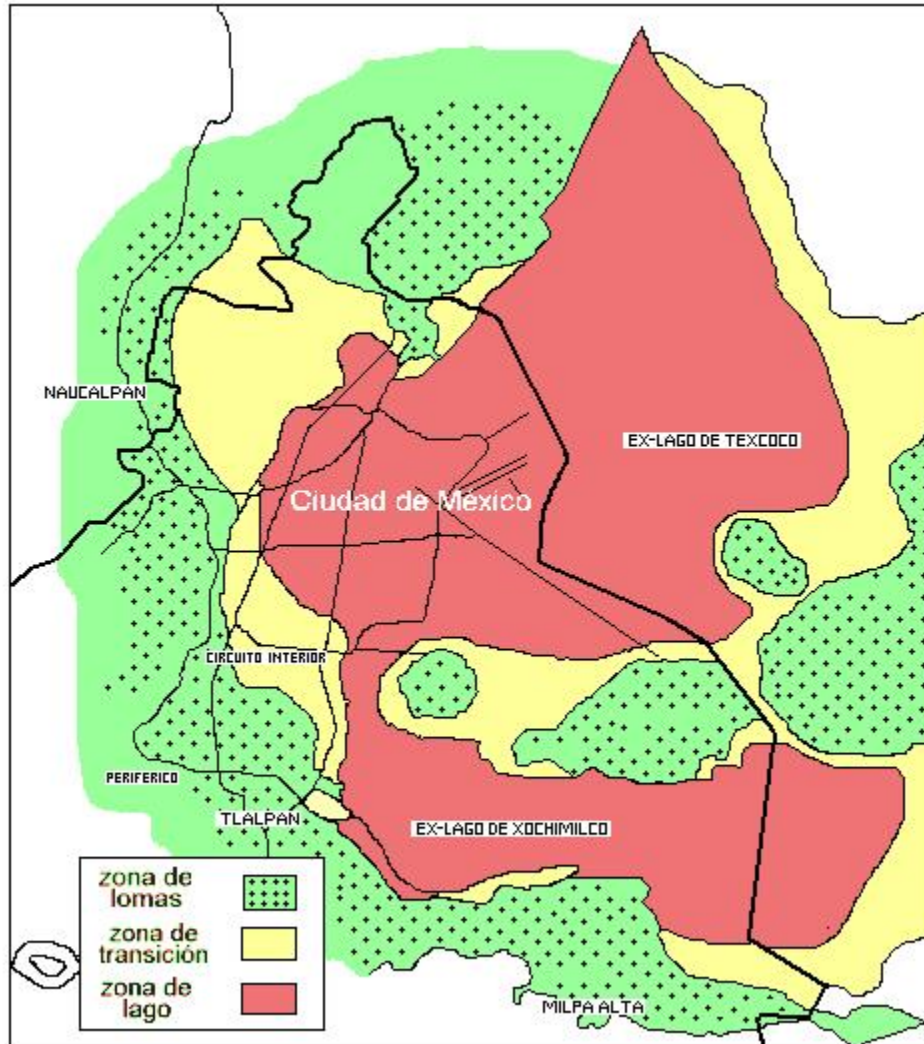 NAUCALPAN
EX-LAGO DE TEXCOCO
Ciudad de México
CIRCUITO INTERIOR
PERIFERICO
TLALPAN
EX-LAGO DE XOCHIMILCO
zona de
lomas
zona de
transición
zona de
lago
MILPA ALTA